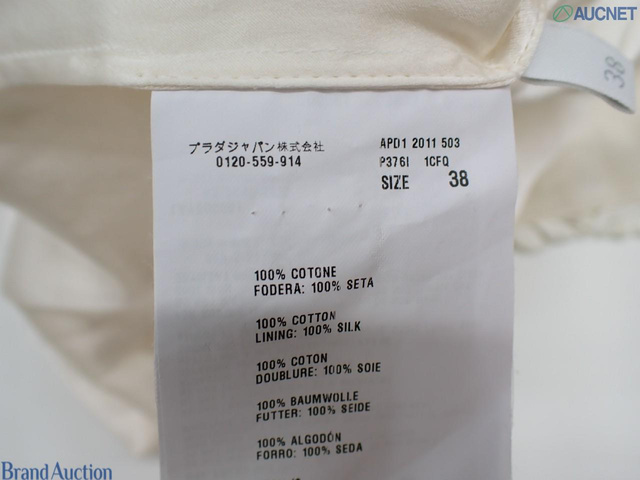 AUCNET
38
プラダジャパン株式会社
0120-559-914
APD1 2011 503
P376I 1CFQ
SIZE 38
100% COTONE
FODERA: 100% SETA
100% COTTON
LINING: 100% SILK
100% COTON
DOUBLURE: 100% SOIE
100% BAUMWOLLE
FUTTER: 100% SEIDE
100% ALGODÓN
FORRO: 100% SEDA
Brand Auction